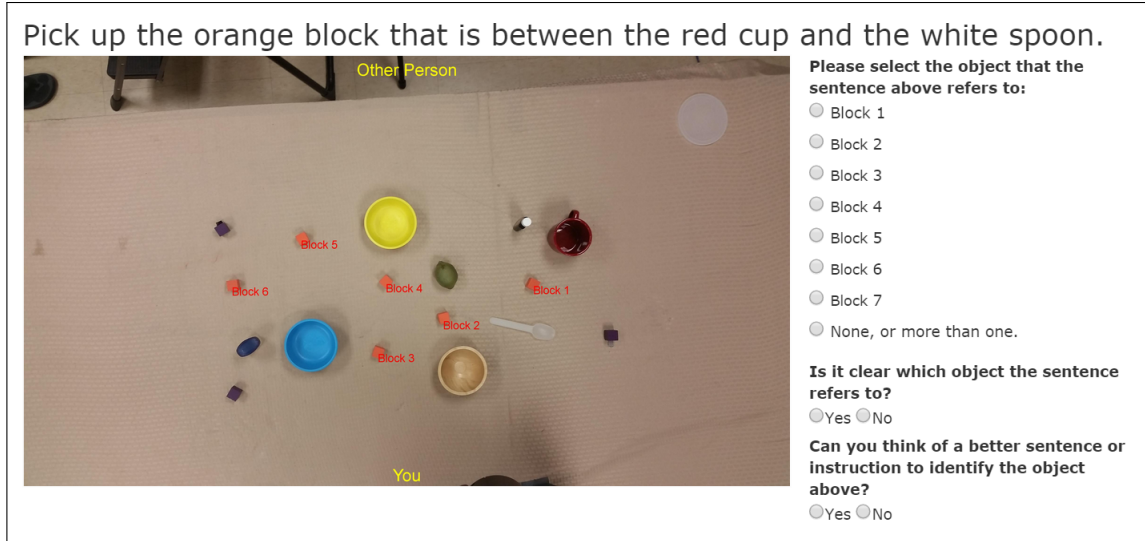 Pick up the orange block that is between the red cup and the white spoon.
Other Person
Block 5
Block 6
Block 4
Block 1
Block 2
Block 3
You
Please select the object that the
sentence above refers to:
Block 1
Block 2
Block 3
Block 4
Block 5
Block 6
Block 7
None, or more than one.
Is it clear which object the sentence
refers to?
Yes No
Can you think of a better sentence or
instruction to identify the object
above?
Yes No